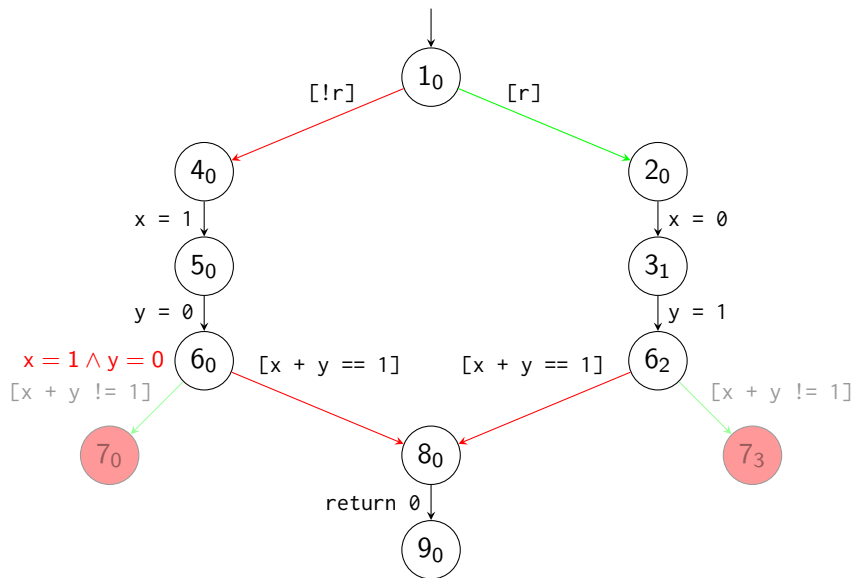 1₀
[!r] [r]
4₀ 2₀
x = 1 x = 0
5₀ 3₁
y = 0 y = 1
x = 1 ∧ y = 0 6₀ [x + y == 1] [x + y == 1] 6₂
[x + y != 1] [x + y != 1]
7₀ 8₀ 7₃
return 0
9₀